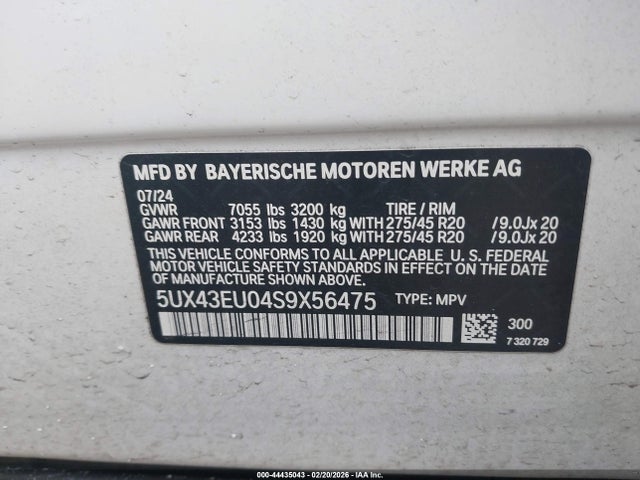 MFD BY BAYERISCHE MOTOREN WERKE AG
07/24
GVWR 7055 lbs 3200 kg TIRE / RIM
GAWR FRONT 3153 lbs 1430 kg WITH 275/45 R20 /9.0Jx 20
GAWR REAR 4233 lbs 1920 kg WITH 275/45 R20 /9.0Jx 20
THIS VEHICLE CONFORMS TO ALL APPLICABLE U. S. FEDERAL
MOTOR VEHICLE SAFETY STANDARDS IN EFFECT ON THE DATE
OF MANUFACTURE SHOWN ABOVE.
5UX43EU04S9X56475 TYPE: MPV
300
7 320 729
000-44435043 - 02/20/2026 - IAA Inc.